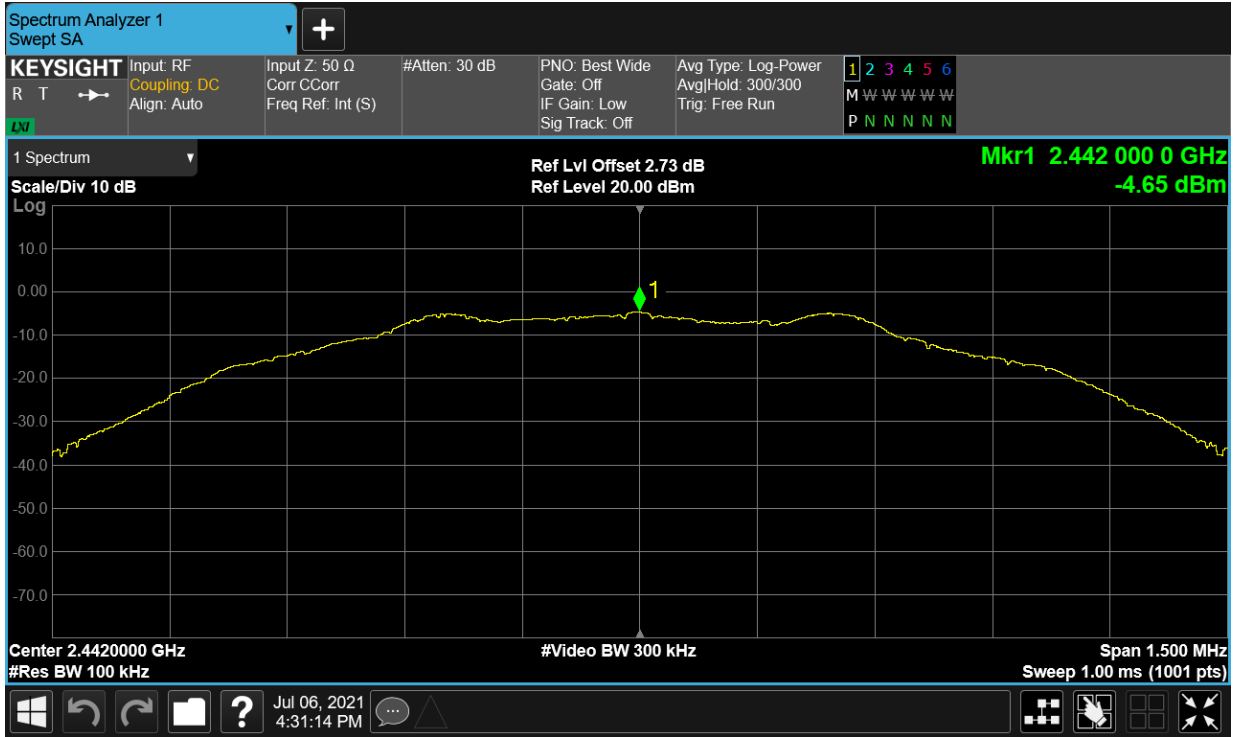 Spectrum Analyzer 1
Swept SA
▼
+
KEYSIGHT
R T
LXI
Input: RF
Coupling: DC
Align: Auto
Input Z: 50 Ω
Corr CCorr
Freq Ref: Int (S)
#Atten: 30 dB
PNO: Best Wide
Gate: Off
IF Gain: Low
Sig Track: Off
Avg Type: Log-Power
Avg|Hold: 300/300
Trig: Free Run
1 2 3 4 5 6
M W W W W W
P N N N N N
1 Spectrum ▼
Scale/Div 10 dB
Log
Ref Lvl Offset 2.73 dB
Ref Level 20.00 dBm
Mkr1 2.442 000 0 GHz
-4.65 dBm
10.0
0.00
-10.0
-20.0
-30.0
-40.0
-50.0
-60.0
-70.0
1
Center 2.4420000 GHz
#Res BW 100 kHz
#Video BW 300 kHz
Span 1.500 MHz
Sweep 1.00 ms (1001 pts)
?
Jul 06, 2021
4:31:14 PM